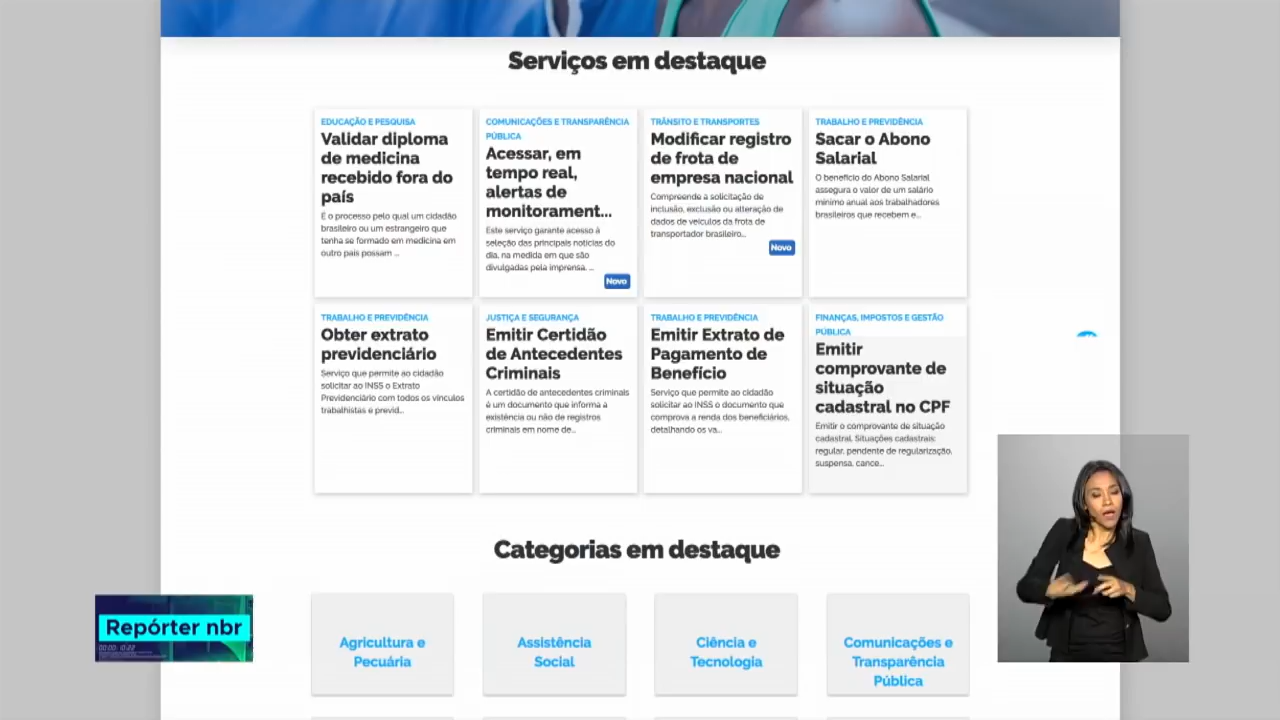 Serviços em destaque
EDUCAÇÃO E PESQUISA
Validar diploma
de medicina
recebido fora do
país
É o processo pelo qual um cidadão
brasileiro ou um estrangeiro que
tenha se formado em medicina em
outro país possam ...
COMUNICAÇÕES E TRANSPARÊNCIA
PÚBLICA
Acessar, em
tempo real,
alertas de
monitorament...
Este serviço garante acesso à
seleção das principais notícias do
dia, na medida em que são
divulgadas pela imprensa. ...
Novo
TRÂNSITO E TRANSPORTES
Modificar registro
de frota de
empresa nacional
Compreende a solicitação de
inclusão, exclusão ou alteração de
dados de veículos da frota de
transportador brasileiro...
Novo
TRABALHO E PREVIDÊNCIA
Sacar o Abono
Salarial
O benefício do Abono Salarial
assegura o valor de um salário
mínimo anual aos trabalhadores
brasileiros que recebem e...
TRABALHO E PREVIDÊNCIA
Obter extrato
previdenciário
Serviço que permite ao cidadão
solicitar ao INSS o Extrato
Previdenciário com todos os vínculos
trabalhistas e previd...
JUSTIÇA E SEGURANÇA
Emitir Certidão
de Antecedentes
Criminais
A certidão de antecedentes criminais
é um documento que informa a
existência ou não de registros
criminais em nome de...
TRABALHO E PREVIDÊNCIA
Emitir Extrato de
Pagamento de
Benefício
Serviço que permite ao cidadão
solicitar ao INSS o documento que
comprova a renda dos beneficiários,
detalhando os va...
FINANÇAS, IMPOSTOS E GESTÃO
PÚBLICA
Emitir
comprovante de
situação
cadastral no CPF
Emitir o comprovante de situação
cadastral. Situações cadastrais:
regular, pendente de regularização,
suspensa, cance...
Categorias em destaque
Agricultura e
Pecuária
Assistência
Social
Ciência e
Tecnologia
Comunicações e
Transparência
Pública
Repórter nbr